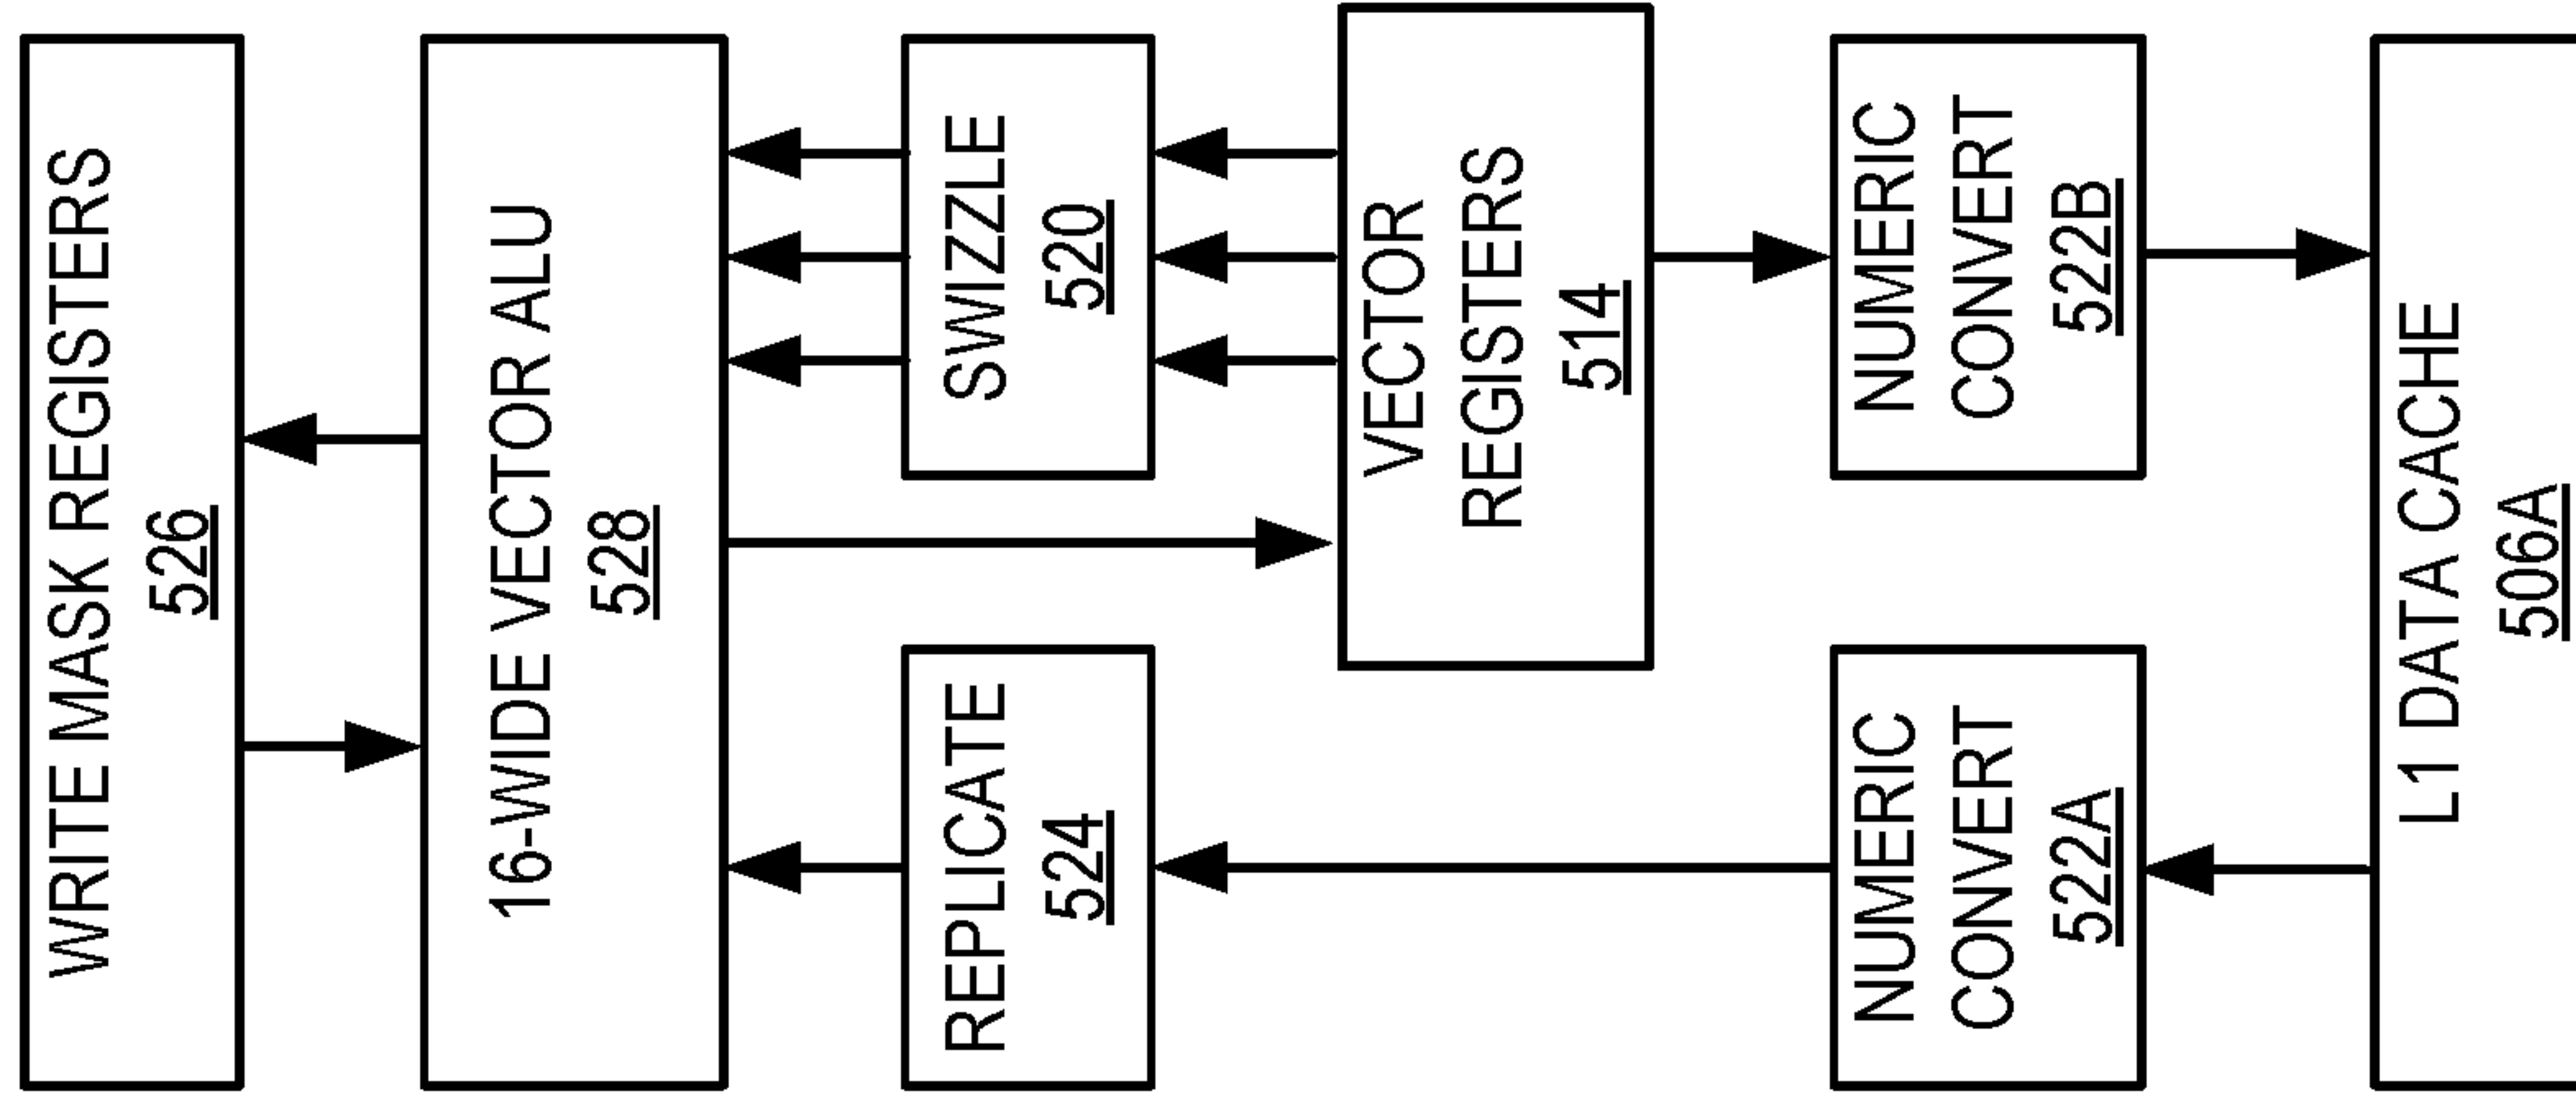 WRITE MASK REGISTERS
526
16-WIDE VECTOR ALU
528
REPLICATE
524
SWIZZLE
520
VECTOR
REGISTERS
514
NUMERIC
CONVERT
522A
NUMERIC
CONVERT
522B
L1 DATA CACHE
506A